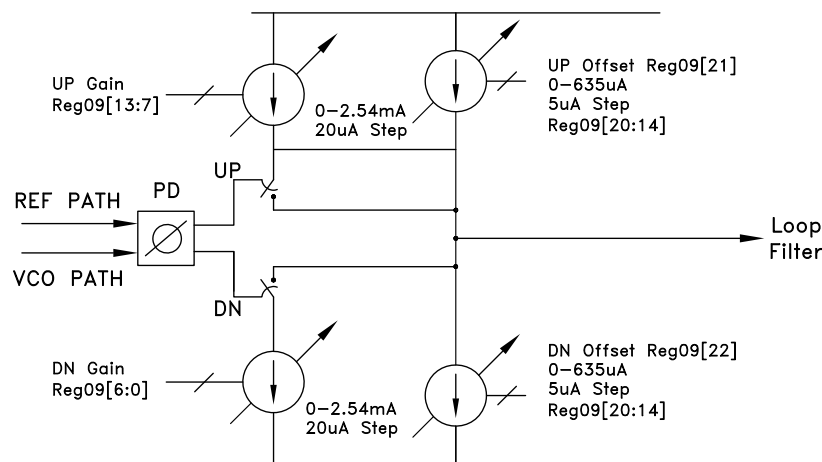 UP Gain
Reg09[13:7]
0-2.54mA
20uA Step
UP Offset Reg09[21]
0-635uA
5uA Step
Reg09[20:14]
UP
PD
REF PATH
VCO PATH
DN
Loop
Filter
DN Gain
Reg09[6:0]
0-2.54mA
20uA Step
DN Offset Reg09[22]
0-635uA
5uA Step
Reg09[20:14]